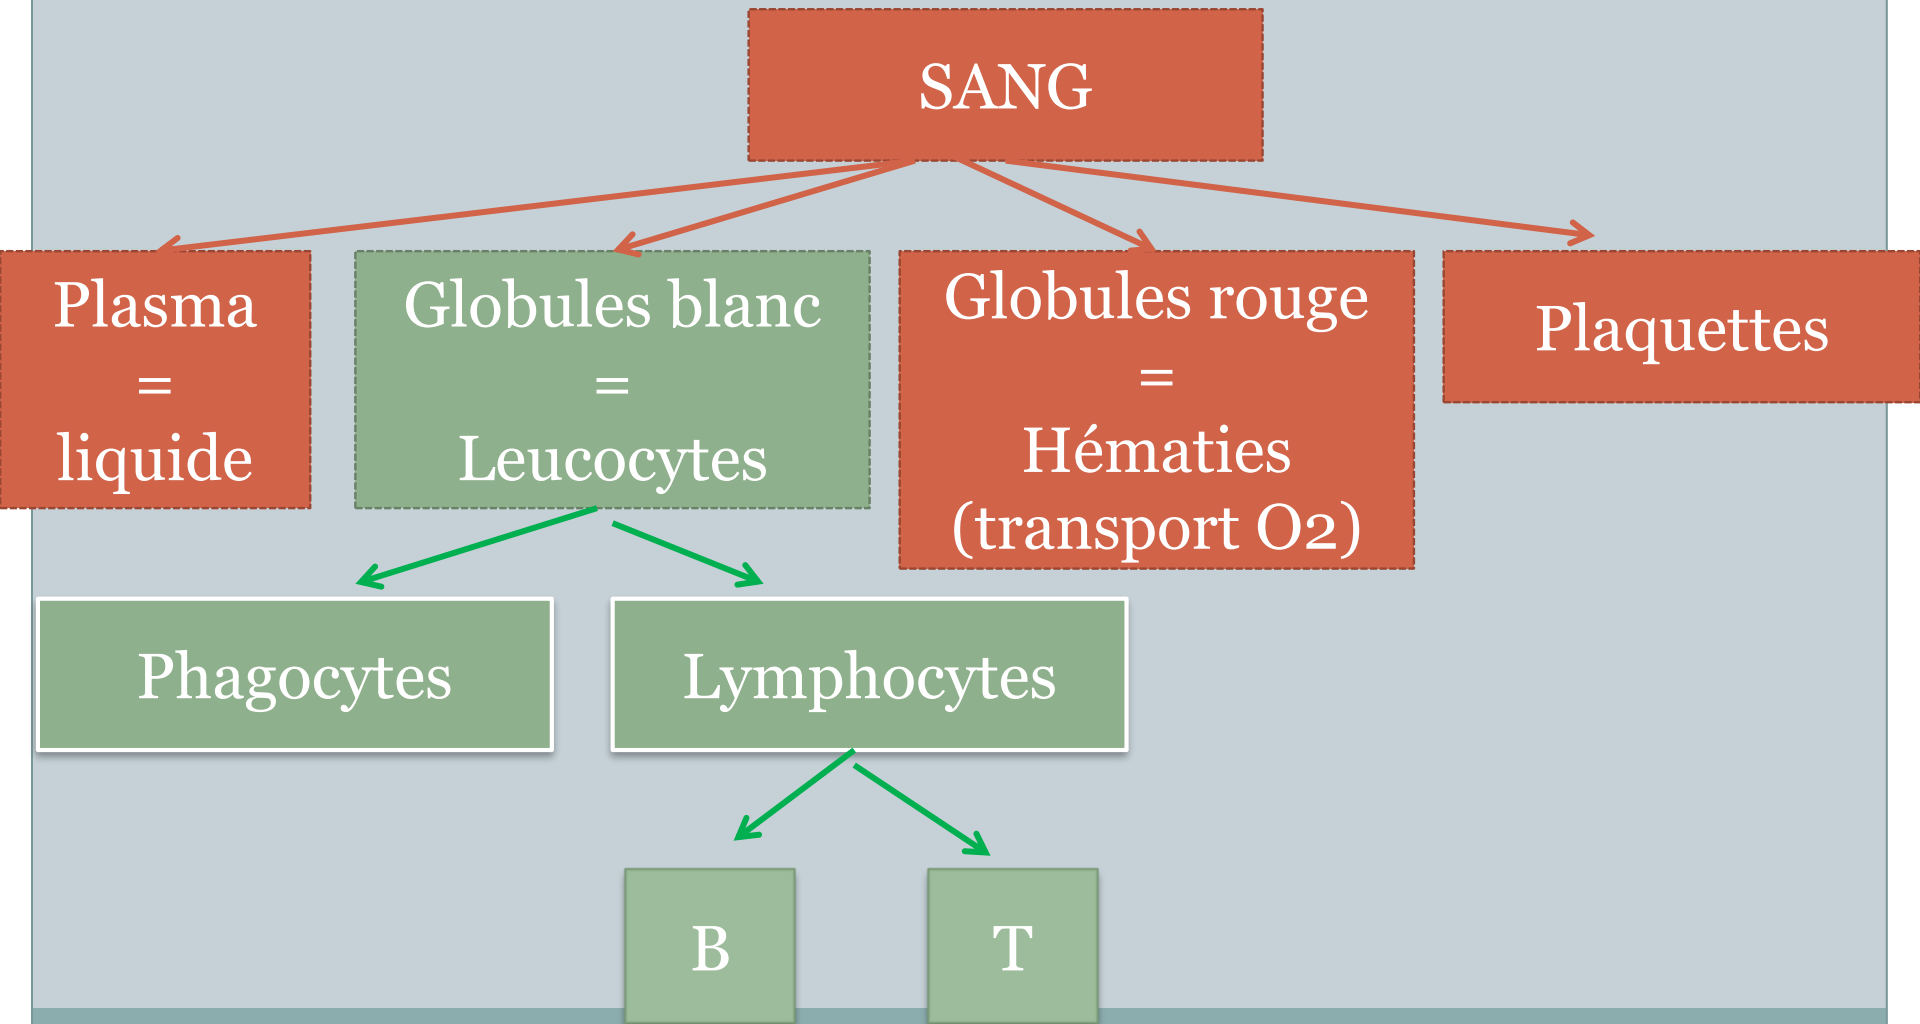 SANG
Plasma
=
liquide
Globules blanc
=
Leucocytes
Globules rouge
=
Hématies
(transport O2)
Plaquettes
Phagocytes
Lymphocytes
B
T